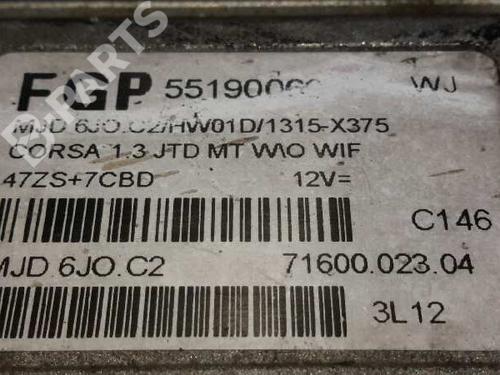 B-PARTS
FGP WJ
MJD 6JO.C2/HW01D/1315-X375
CORSA 1.3 JTD MT W\O WIF
47ZS+7CBD 12V=
C146
MJD 6JO.C2 71600.023.04
3L12